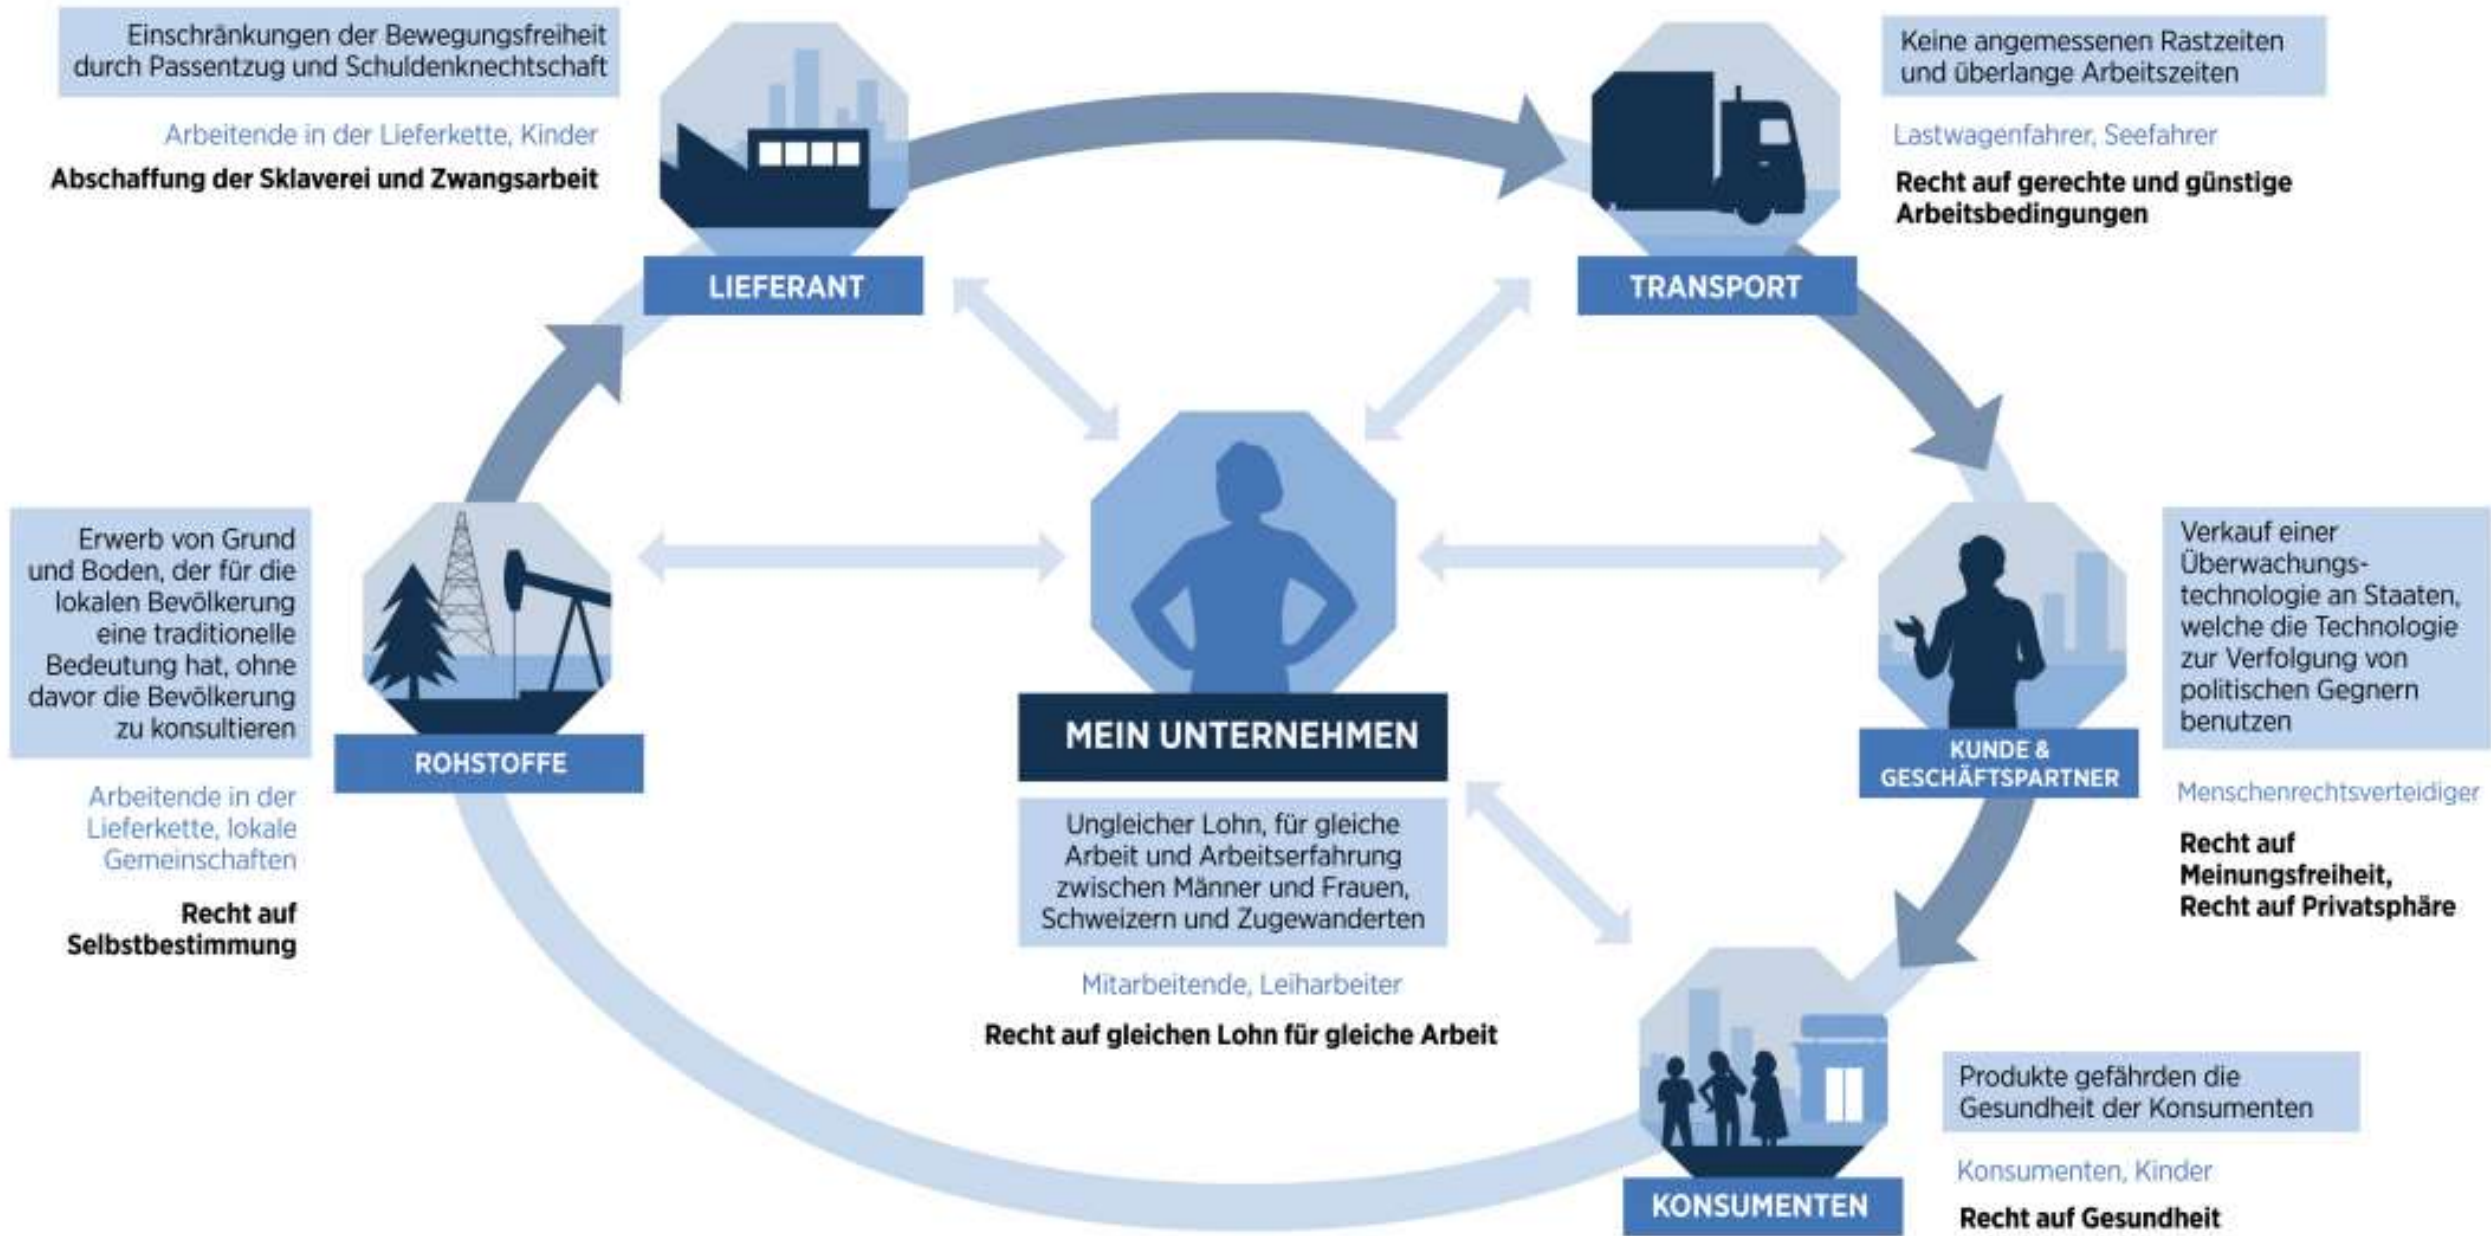 Einschränkungen der Bewegungsfreiheit
durch Passentzug und Schuldenknechtschaft
Arbeitende in der Lieferkette, Kinder
Abschaffung der Sklaverei und Zwangsarbeit
LIEFERANT
Keine angemessenen Rastzeiten
und überlange Arbeitszeiten
Lastwagenfahrer, Seefahrer
Recht auf gerechte und günstige
Arbeitsbedingungen
TRANSPORT
Erwerb von Grund
und Boden, der für die
lokalen Bevölkerung
eine traditionelle
Bedeutung hat, ohne
davor die Bevölkerung
zu konsultieren
ROHSTOFFE
Arbeitende in der
Lieferkette, lokale
Gemeinschaften
Recht auf
Selbstbestimmung
MEIN UNTERNEHMEN
Ungleicher Lohn, für gleiche
Arbeit und Arbeitserfahrung
zwischen Männer und Frauen,
Schweizern und Zugewanderten
Mitarbeitende, Leiharbeiter
Recht auf gleichen Lohn für gleiche Arbeit
Verkauf einer
Überwachungs-
technologie an Staaten,
welche die Technologie
zur Verfolgung von
politischen Gegnern
benutzen
KUNDE &
GESCHÄFTSPARTNER
Menschenrechtsverteidiger
Recht auf
Meinungsfreiheit,
Recht auf Privatsphäre
Produkte gefährden die
Gesundheit der Konsumenten
Konsumenten, Kinder
Recht auf Gesundheit
KONSUMENTEN